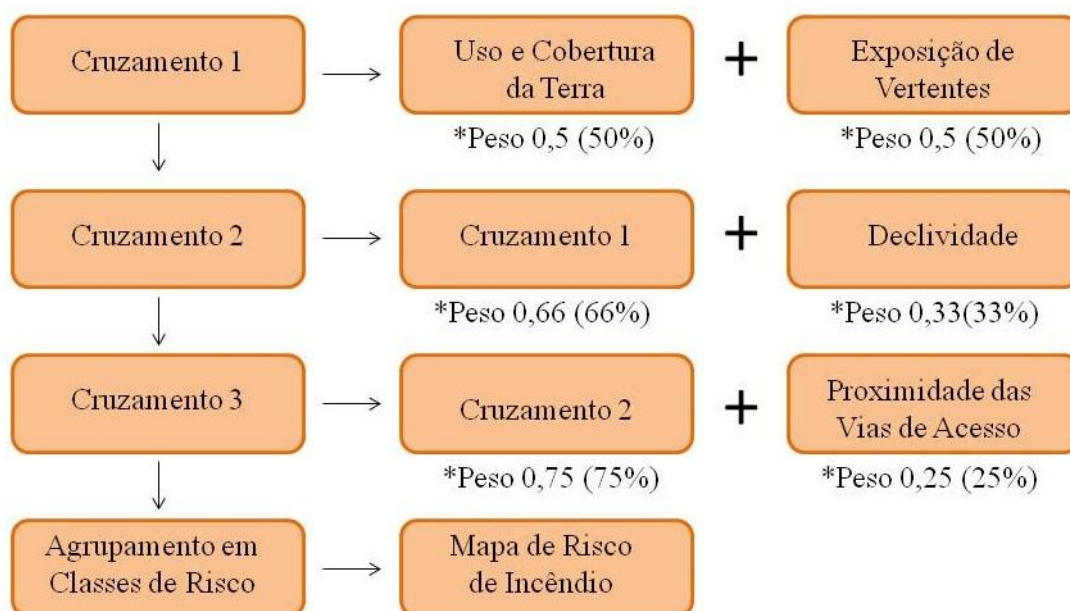 Cruzamento 1
Uso e Cobertura
da Terra
+
Exposição de
Vertentes
*Peso 0,5 (50%)
*Peso 0,5 (50%)
Cruzamento 2
Cruzamento 1
+
Declividade
*Peso 0,66 (66%)
*Peso 0,33(33%)
Cruzamento 3
Cruzamento 2
+
Proximidade das
Vias de Acesso
*Peso 0,75 (75%)
*Peso 0,25 (25%)
Agrupamento em
Classes de Risco
Mapa de Risco
de Incêndio